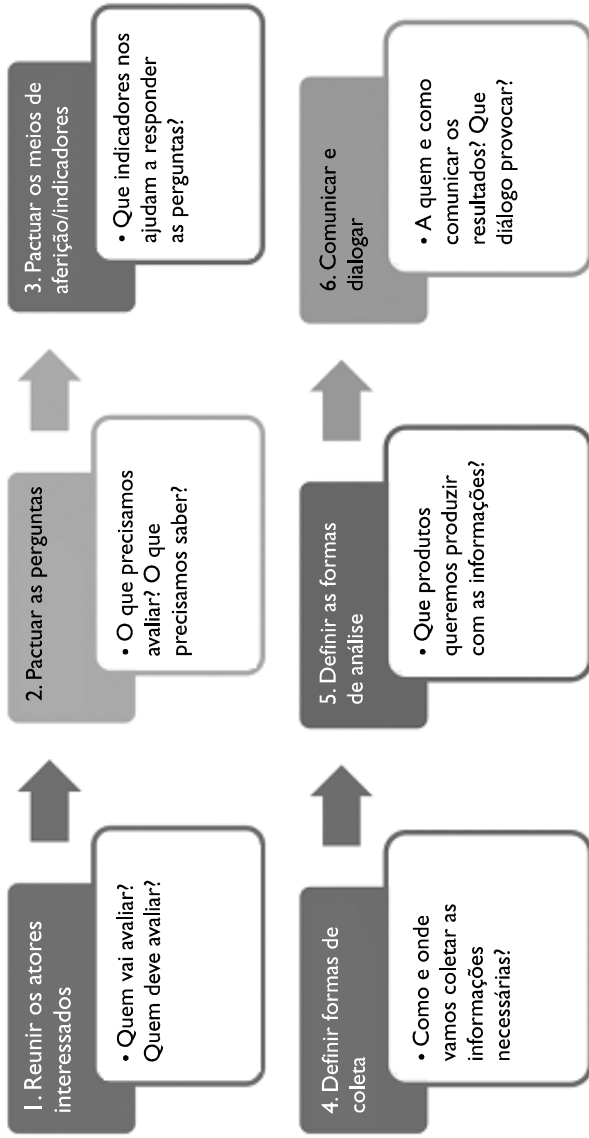 1. Reunir os atores
interessados
• Quem vai avaliar?
Quem deve avaliar?
2. Pactuar as perguntas
• O que precisamos
avaliar? O que
precisamos saber?
3. Pactuar os meios de
aferição/indicadores
• Que indicadores nos
ajudam a responder
as perguntas?
4. Definir formas de
coleta
• Como e onde
vamos coletar as
informações
necessárias?
5. Definir as formas
de análise
• Que produtos
queremos produzir
com as informações?
6. Comunicar e
dialogar
• A quem e como
comunicar os
resultados? Que
diálogo provocar?